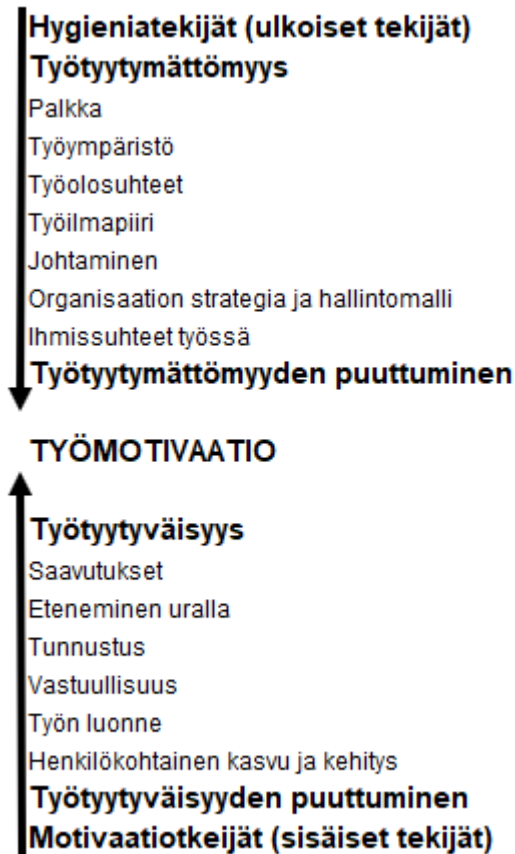 Hygieniatekijät (ulkoiset tekijät)
Työtyytymättömyys
Palkka
Työympäristö
Työolosuhteet
Työilmapiiri
Johtaminen
Organisaation strategia ja hallintomalli
Ihmissuhteet työssä
Työtyytymättömyyden puuttuminen
TYÖMOTIVAATIO
Työtyytyväisyys
Saavutukset
Eteneminen uralla
Tunnustus
Vastuullisuus
Työn luonne
Henkilökohtainen kasvu ja kehitys
Työtyytyväisyyden puuttuminen
Motivaatiotkeijät (sisäiset tekijät)